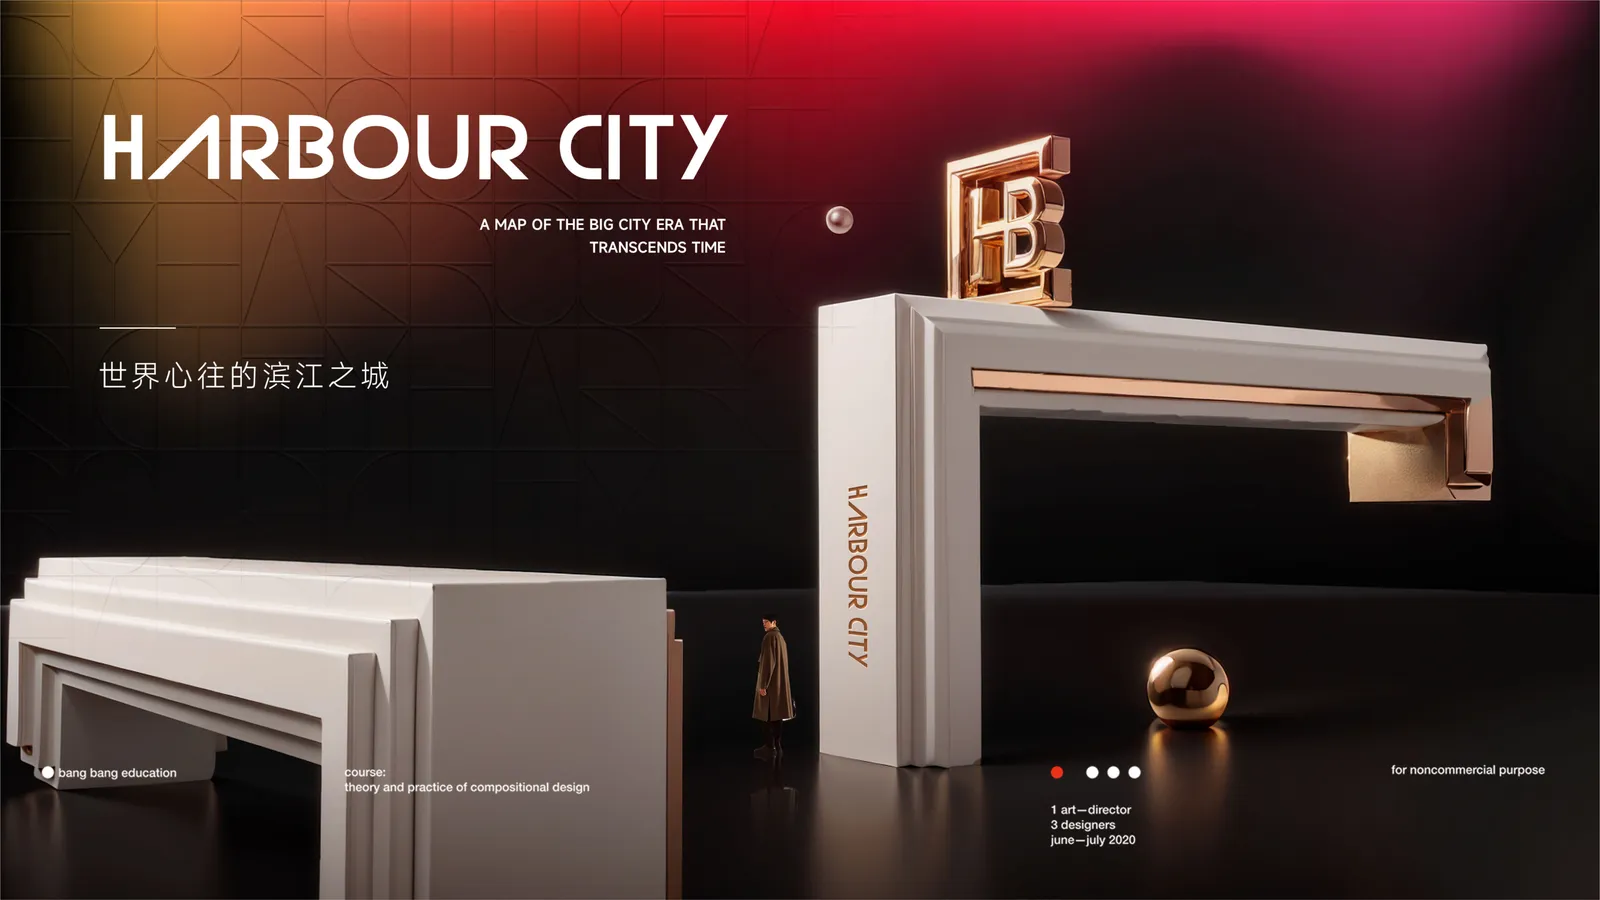 HARBOUR CITY
A MAP OF THE BIG CITY ERA THAT
TRANSCENDS TIME
世界心往的滨江之城
HB
HARBOUR CITY
bang bang education
course:
theory and practice of compositional design
1 art—director
3 designers
june—july 2020
for noncommercial purpose